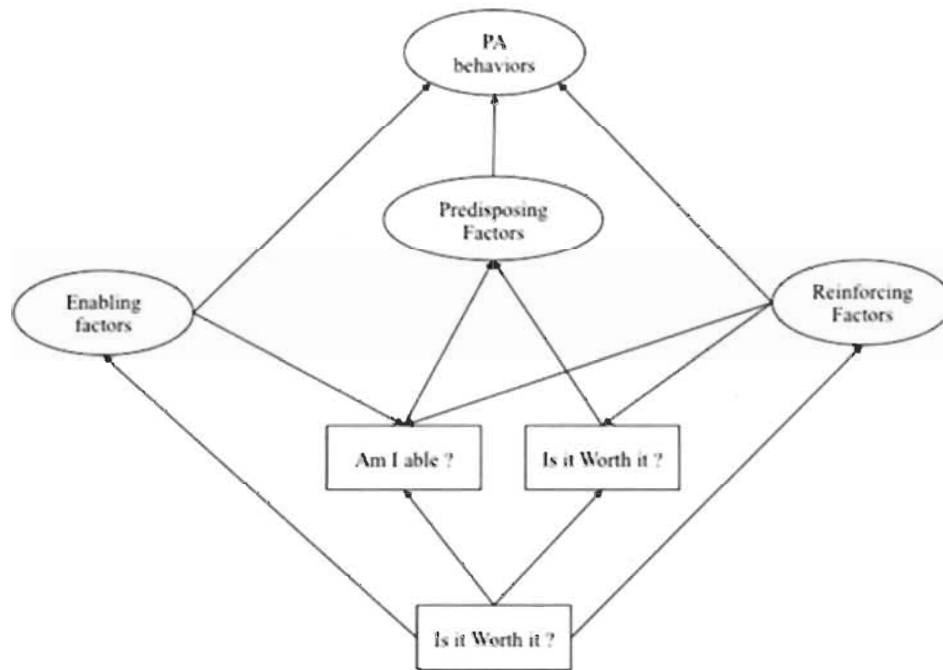 PA
behaviors
Predisposing
Factors
Enabling
factors
Reinforcing
Factors
Am I able ?
Is it Worth it ?
Is it Worth it ?